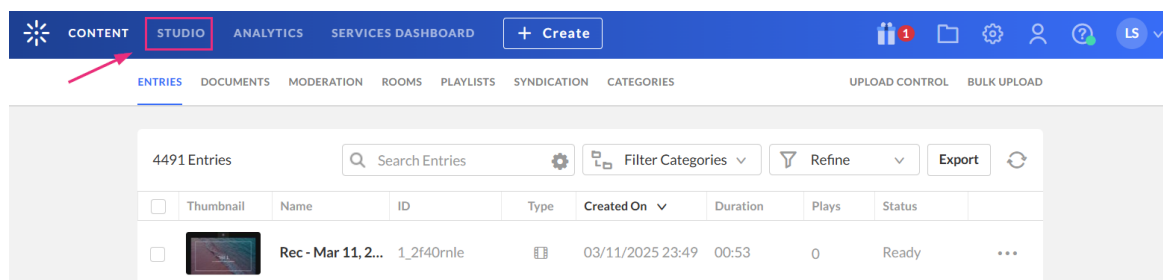 CONTENT STUDIO ANALYTICS SERVICES DASHBOARD + Create 1 LS
ENTRIES DOCUMENTS MODERATION ROOMS PLAYLISTS SYNDICATION CATEGORIES UPLOAD CONTROL BULK UPLOAD
4491 Entries Search Entries Filter Categories Refine Export
Thumbnail Name ID Type Created On Duration Plays Status
Rec - Mar 11, 2... 1_2f40rnle 03/11/2025 23:49 00:53 0 Ready